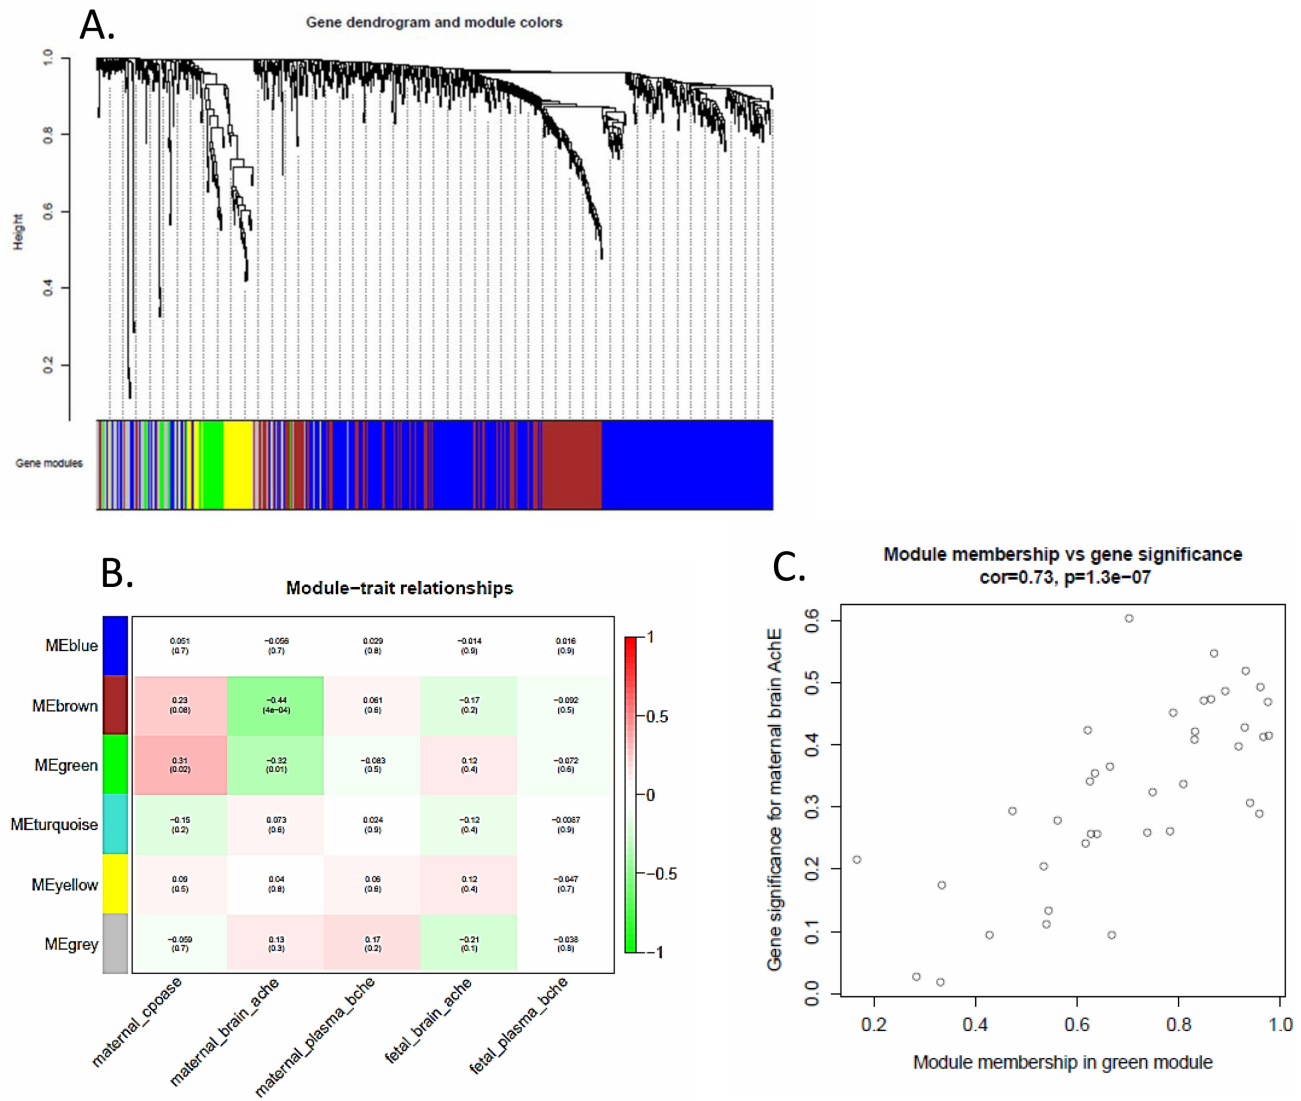 A.
Gene dendrogram and module colors
Height
1.0
0.8
0.6
0.4
0.2
Gene modules
B.
Module−trait relationships
MEblue
0.051 −0.056 0.029 −0.014 0.016
(0.7) (0.7) (0.8) (0.9) (0.9)
MEbrown
0.23 −0.44 0.061 −0.17 −0.092
(0.08) (4e−04) (0.6) (0.2) (0.5)
MEgreen
0.31 −0.32 −0.083 0.12 −0.072
(0.02) (0.01) (0.5) (0.4) (0.6)
MEturquoise
−0.15 0.073 0.024 −0.12 −0.0087
(0.2) (0.6) (0.9) (0.4) (0.9)
MEyellow
0.09 0.04 0.06 0.12 −0.047
(0.5) (0.8) (0.6) (0.4) (0.7)
MEgrey
−0.059 0.13 0.17 −0.21 −0.038
(0.7) (0.3) (0.2) (0.1) (0.8)
maternal_cpoase
maternal_brain_ache
maternal_plasma_bche
fetal_brain_ache
fetal_plasma_bche
1
0.5
0
−0.5
−1
C.
Module membership vs gene significance
cor=0.73, p=1.3e−07
Gene significance for maternal brain AchE
0.6
0.5
0.4
0.3
0.2
0.1
0.0
0.2 0.4 0.6 0.8 1.0
Module membership in green module